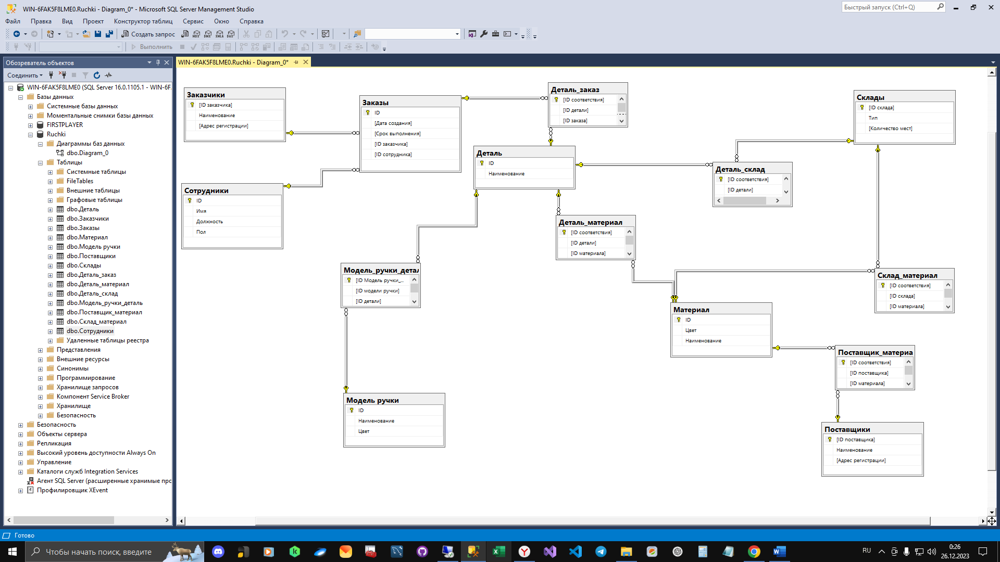 WIN-6FAK5F8LME0.Ruchki - Diagram_0* - Microsoft SQL Server Management Studio
Быстрый запуск (Ctrl+Q)
Файл Правка Вид Проект Конструктор таблиц Сервис Окно Справка
Создать запрос
MDX DMX XMLA DAX
Выполнить
Обозреватель объектов
WIN-6FAK5F8LME0.Ruchki - Diagram_0*
Соединить
WIN-6FAK5F8LME0 (SQL Server 16.0.1105.1 - WIN-6F
Базы данных
Системные базы данных
Моментальные снимки базы данных
FIRSTPLAYER
Ruchki
Диаграммы баз данных
dbo.Diagram_0
Таблицы
Системные таблицы
FileTables
Внешние таблицы
Графовые таблицы
dbo.Деталь
dbo.Заказчики
dbo.Заказы
dbo.Материал
dbo.Модель ручки
dbo.Поставщики
dbo.Склады
dbo.Деталь_заказ
dbo.Деталь_материал
dbo.Деталь_склад
dbo.Модель_ручки_деталь
dbo.Поставщик_материал
dbo.Склад_материал
dbo.Сотрудники
Удаленные таблицы реестра
Представления
Внешние ресурсы
Синонимы
Программирование
Хранилище запросов
Компонент Service Broker
Хранилище
Безопасность
Безопасность
Объекты сервера
Репликация
Высокий уровень доступности Always On
Управление
Каталоги служб Integration Services
Агент SQL Server (расширенные хранимые прс
Профилировщик XEvent
Заказчики
[ID заказчика]
Наименование
[Адрес регистрации]
Заказы
ID
[Дата создания]
[Срок выполнения]
[ID заказчика]
[ID сотрудника]
Сотрудники
ID
Имя
Должность
Пол
Деталь_заказ
[ID соответствия]
[ID детали]
[ID заказа]
Деталь
ID
Наименование
Склады
[ID склада]
Тип
[Количество мест]
Деталь_склад
[ID соответствия]
[ID детали]
Деталь_материал
[ID соответствия]
[ID детали]
[ID материала]
Модель_ручки_детал
[ID Модель ручки_...
[ID модели ручки]
[ID детали]
Склад_материал
[ID соответствия]
[ID склада]
[ID материала]
Материал
ID
Цвет
Наименование
Поставщик_материа
[ID соответствия]
[ID поставщика]
[ID материала]
Модель ручки
ID
Наименование
Цвет
Поставщики
[ID поставщика]
Наименование
[Адрес регистрации]
Готово
Чтобы начать поиск, введите
RU
0:26
26.12.2023